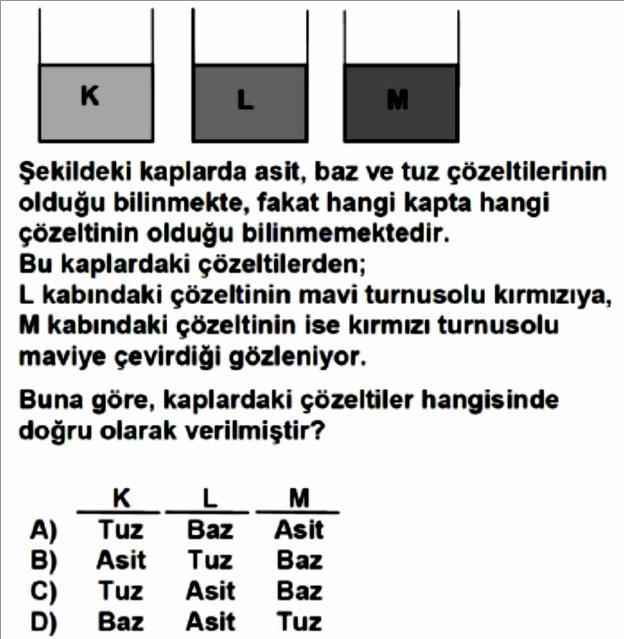 K L M
Şekildeki kaplarda asit, baz ve tuz çözeltilerinin
olduğu bilinmekte, fakat hangi kapta hangi
çözeltinin olduğu bilinmemektedir.
Bu kaplardaki çözeltilerden;
L kabındaki çözeltinin mavi turnusolu kırmızıya,
M kabındaki çözeltinin ise kırmızı turnusolu
maviye çevirdiği gözleniyor.
Buna göre, kaplardaki çözeltiler hangisinde
doğru olarak verilmiştir?
K L M
A) Tuz Baz Asit
B) Asit Tuz Baz
C) Tuz Asit Baz
D) Baz Asit Tuz